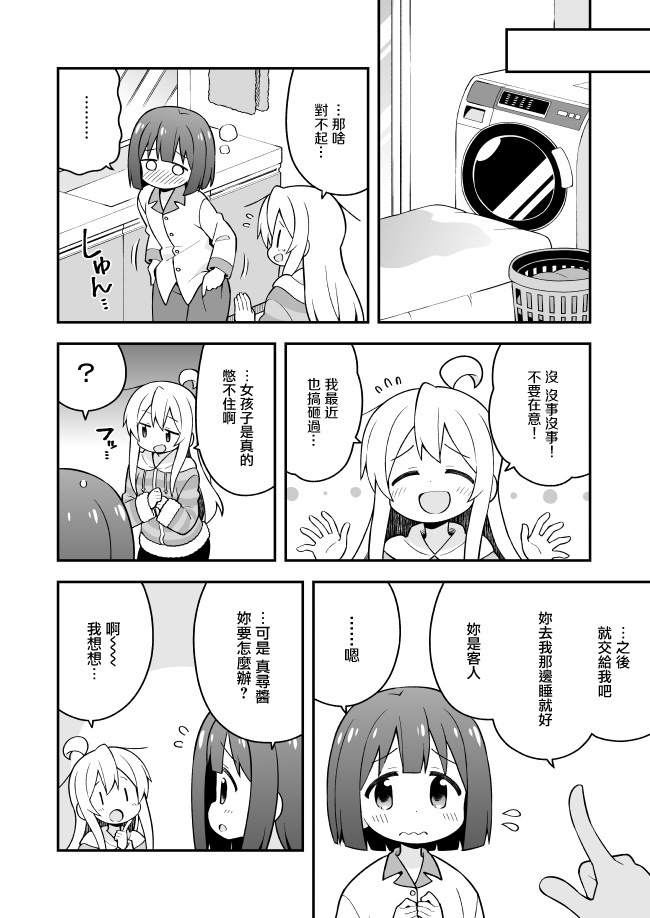 …那啥
對不起…
………
しゅん…
沒 沒事沒事！
不要在意！
我最近
也搞砸過…
…女孩子是真的
憋不住啊
？
フッ…
…之後
就交給我吧
妳去我那邊睡就好
妳是客人
……嗯
…可是 真尋醬
妳要怎麼辦？
啊～～～
我想想…